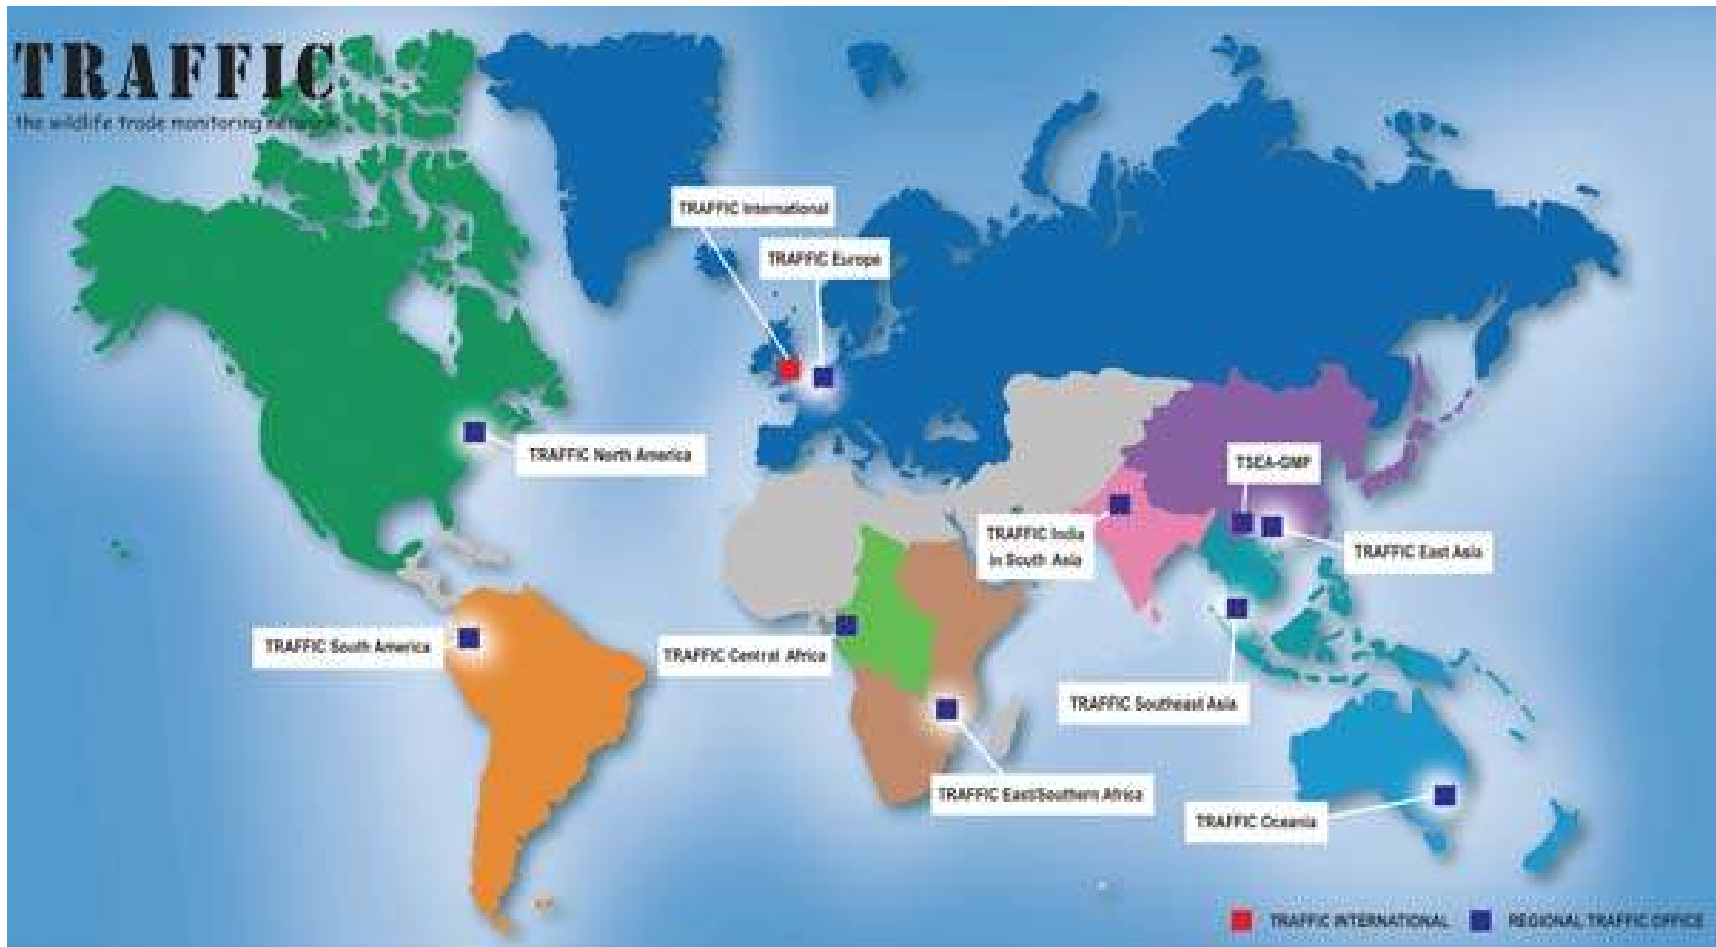 TRAFFIC
the wildlife trade monitoring network
TRAFFIC International
TRAFFIC Europe
TRAFFIC North America
TSCA-GMP
TRAFFIC India
in South Asia
TRAFFIC East Asia
TRAFFIC South America
TRAFFIC Central Africa
TRAFFIC Southeast Asia
TRAFFIC East/Southern Africa
TRAFFIC Oceania
TRAFFIC INTERNATIONAL
REGIONAL TRAFFIC OFFICE